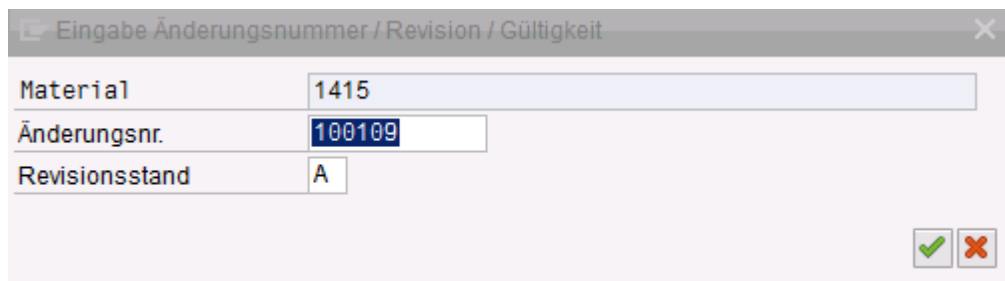 Eingabe Änderungsnummer / Revision / Gültigkeit
Material 1415
Änderungsnr. 100109
Revisionsstand A